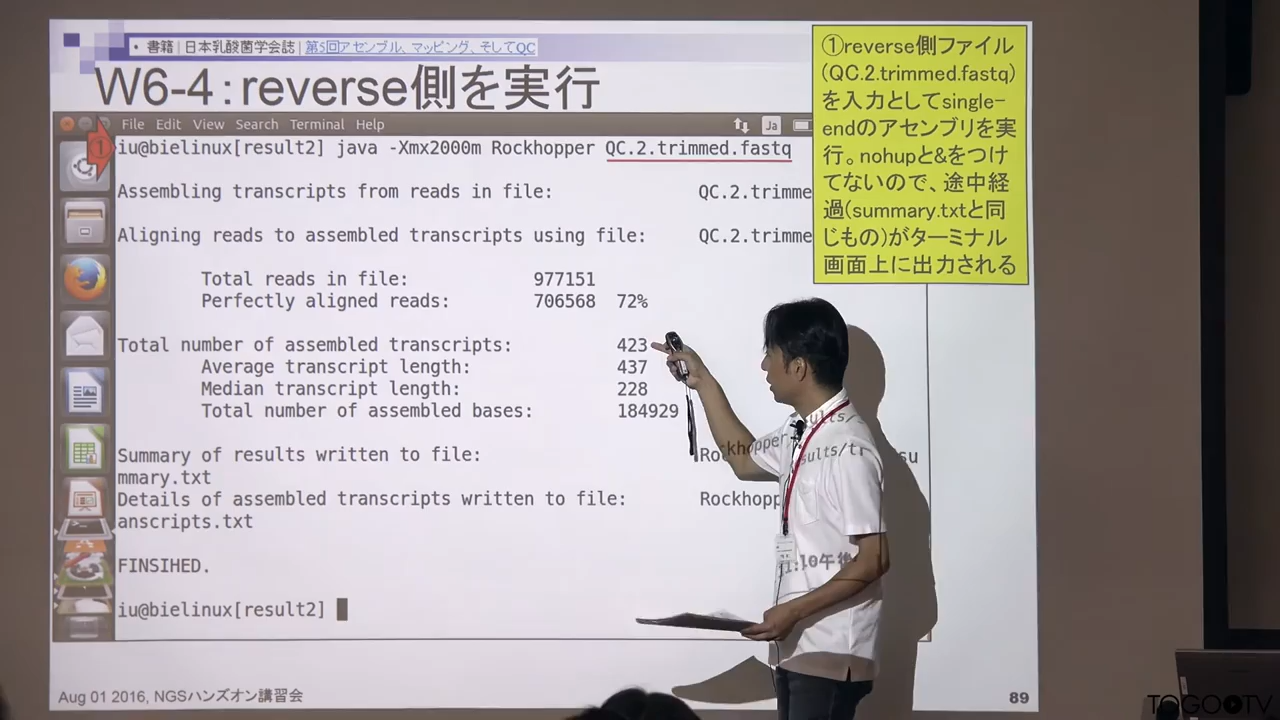 • 書籍 | 日本乳酸菌学会誌 | 第5回アセンブル、マッピング、そしてQC
W6-4:reverse側を実行
①reverse側ファイル
(QC.2.trimmed.fastq)
を入力としてsingle-
endのアセンブリを実
行。nohupと&をつけ
てないので、途中経
過(summary.txtと同
じもの)がターミナル
画面上に出力される
File Edit View Search Terminal Help
Ja
①
iu@bielinux[result2] java -Xmx2000m Rockhopper QC.2.trimmed.fastq
Assembling transcripts from reads in file: QC.2.trimme
Aligning reads to assembled transcripts using file: QC.2.trimme
Total reads in file: 977151
Perfectly aligned reads: 706568 72%
Total number of assembled transcripts: 423
Average transcript length: 437
Median transcript length: 228
Total number of assembled bases: 184929
Summary of results written to file: Rockhopper su
mmary.txt
Details of assembled transcripts written to file: Rockhopp
anscripts.txt
FINSIHED.
iu@bielinux[result2]
Aug 01 2016, NGSハンズオン講習会
89
TOGOTV